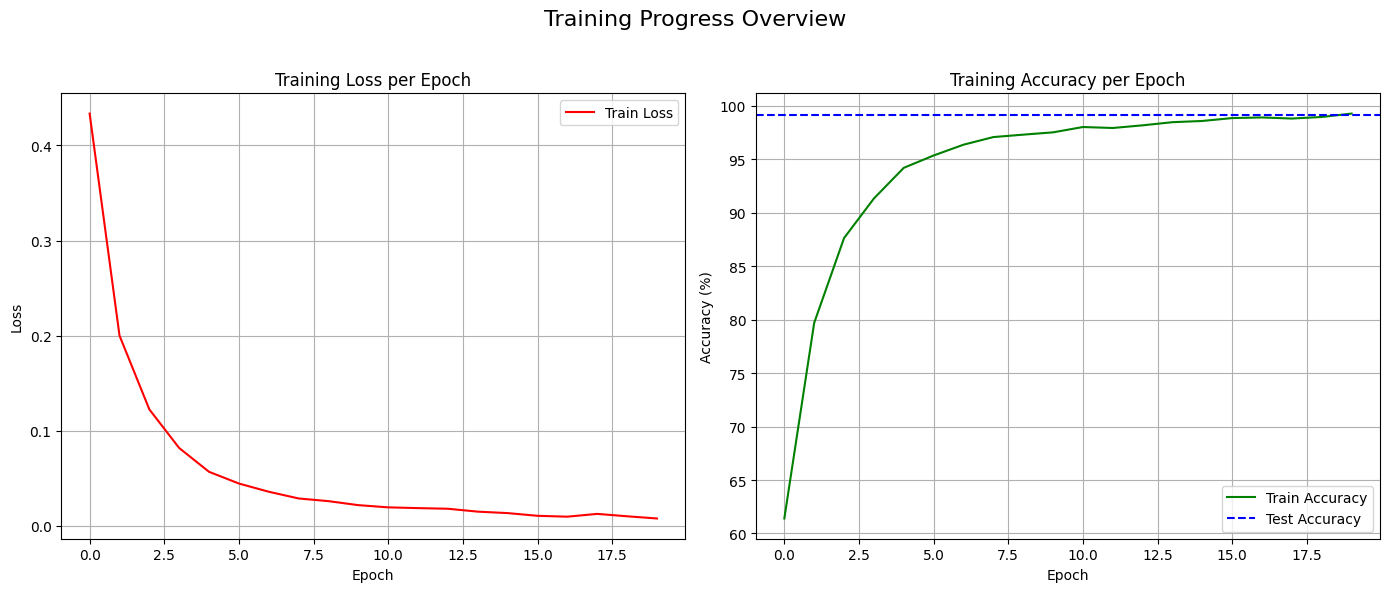 Training Progress Overview
Training Loss per Epoch
Train Loss
0.4
0.3
0.2
0.1
0.0
Loss
0.0 2.5 5.0 7.5 10.0 12.5 15.0 17.5
Epoch
Training Accuracy per Epoch
100
95
90
85
80
75
70
65
60
Accuracy (%)
Train Accuracy
Test Accuracy
0.0 2.5 5.0 7.5 10.0 12.5 15.0 17.5
Epoch